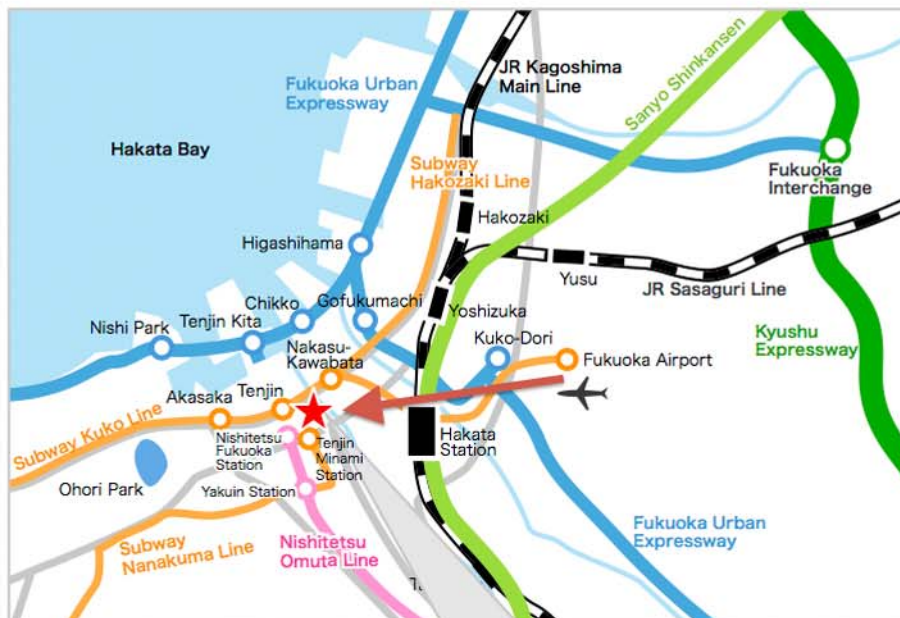 JR Kagoshima
Main Line
Sanyo Shinkansen
Fukuoka Urban
Expressway
Hakata Bay
Subway
Hakozaki Line
Fukuoka
Interchange
Hakozaki
Higashihama
Yusu
JR Sasaguri Line
Chikko
Gofukumachi
Yoshizuka
Nishi Park
Tenjin Kita
Kuko-Dori
Kyushu
Expressway
Nakasu-
Kawabata
Fukuoka Airport
Akasaka
Tenjin
Subway Kuko Line
Nishitetsu
Fukuoka
Station
Tenjin
Minami
Station
Hakata
Station
Ohori Park
Yakuin Station
Fukuoka Urban
Expressway
Subway
Nanakuma Line
Nishitetsu
Omuta Line